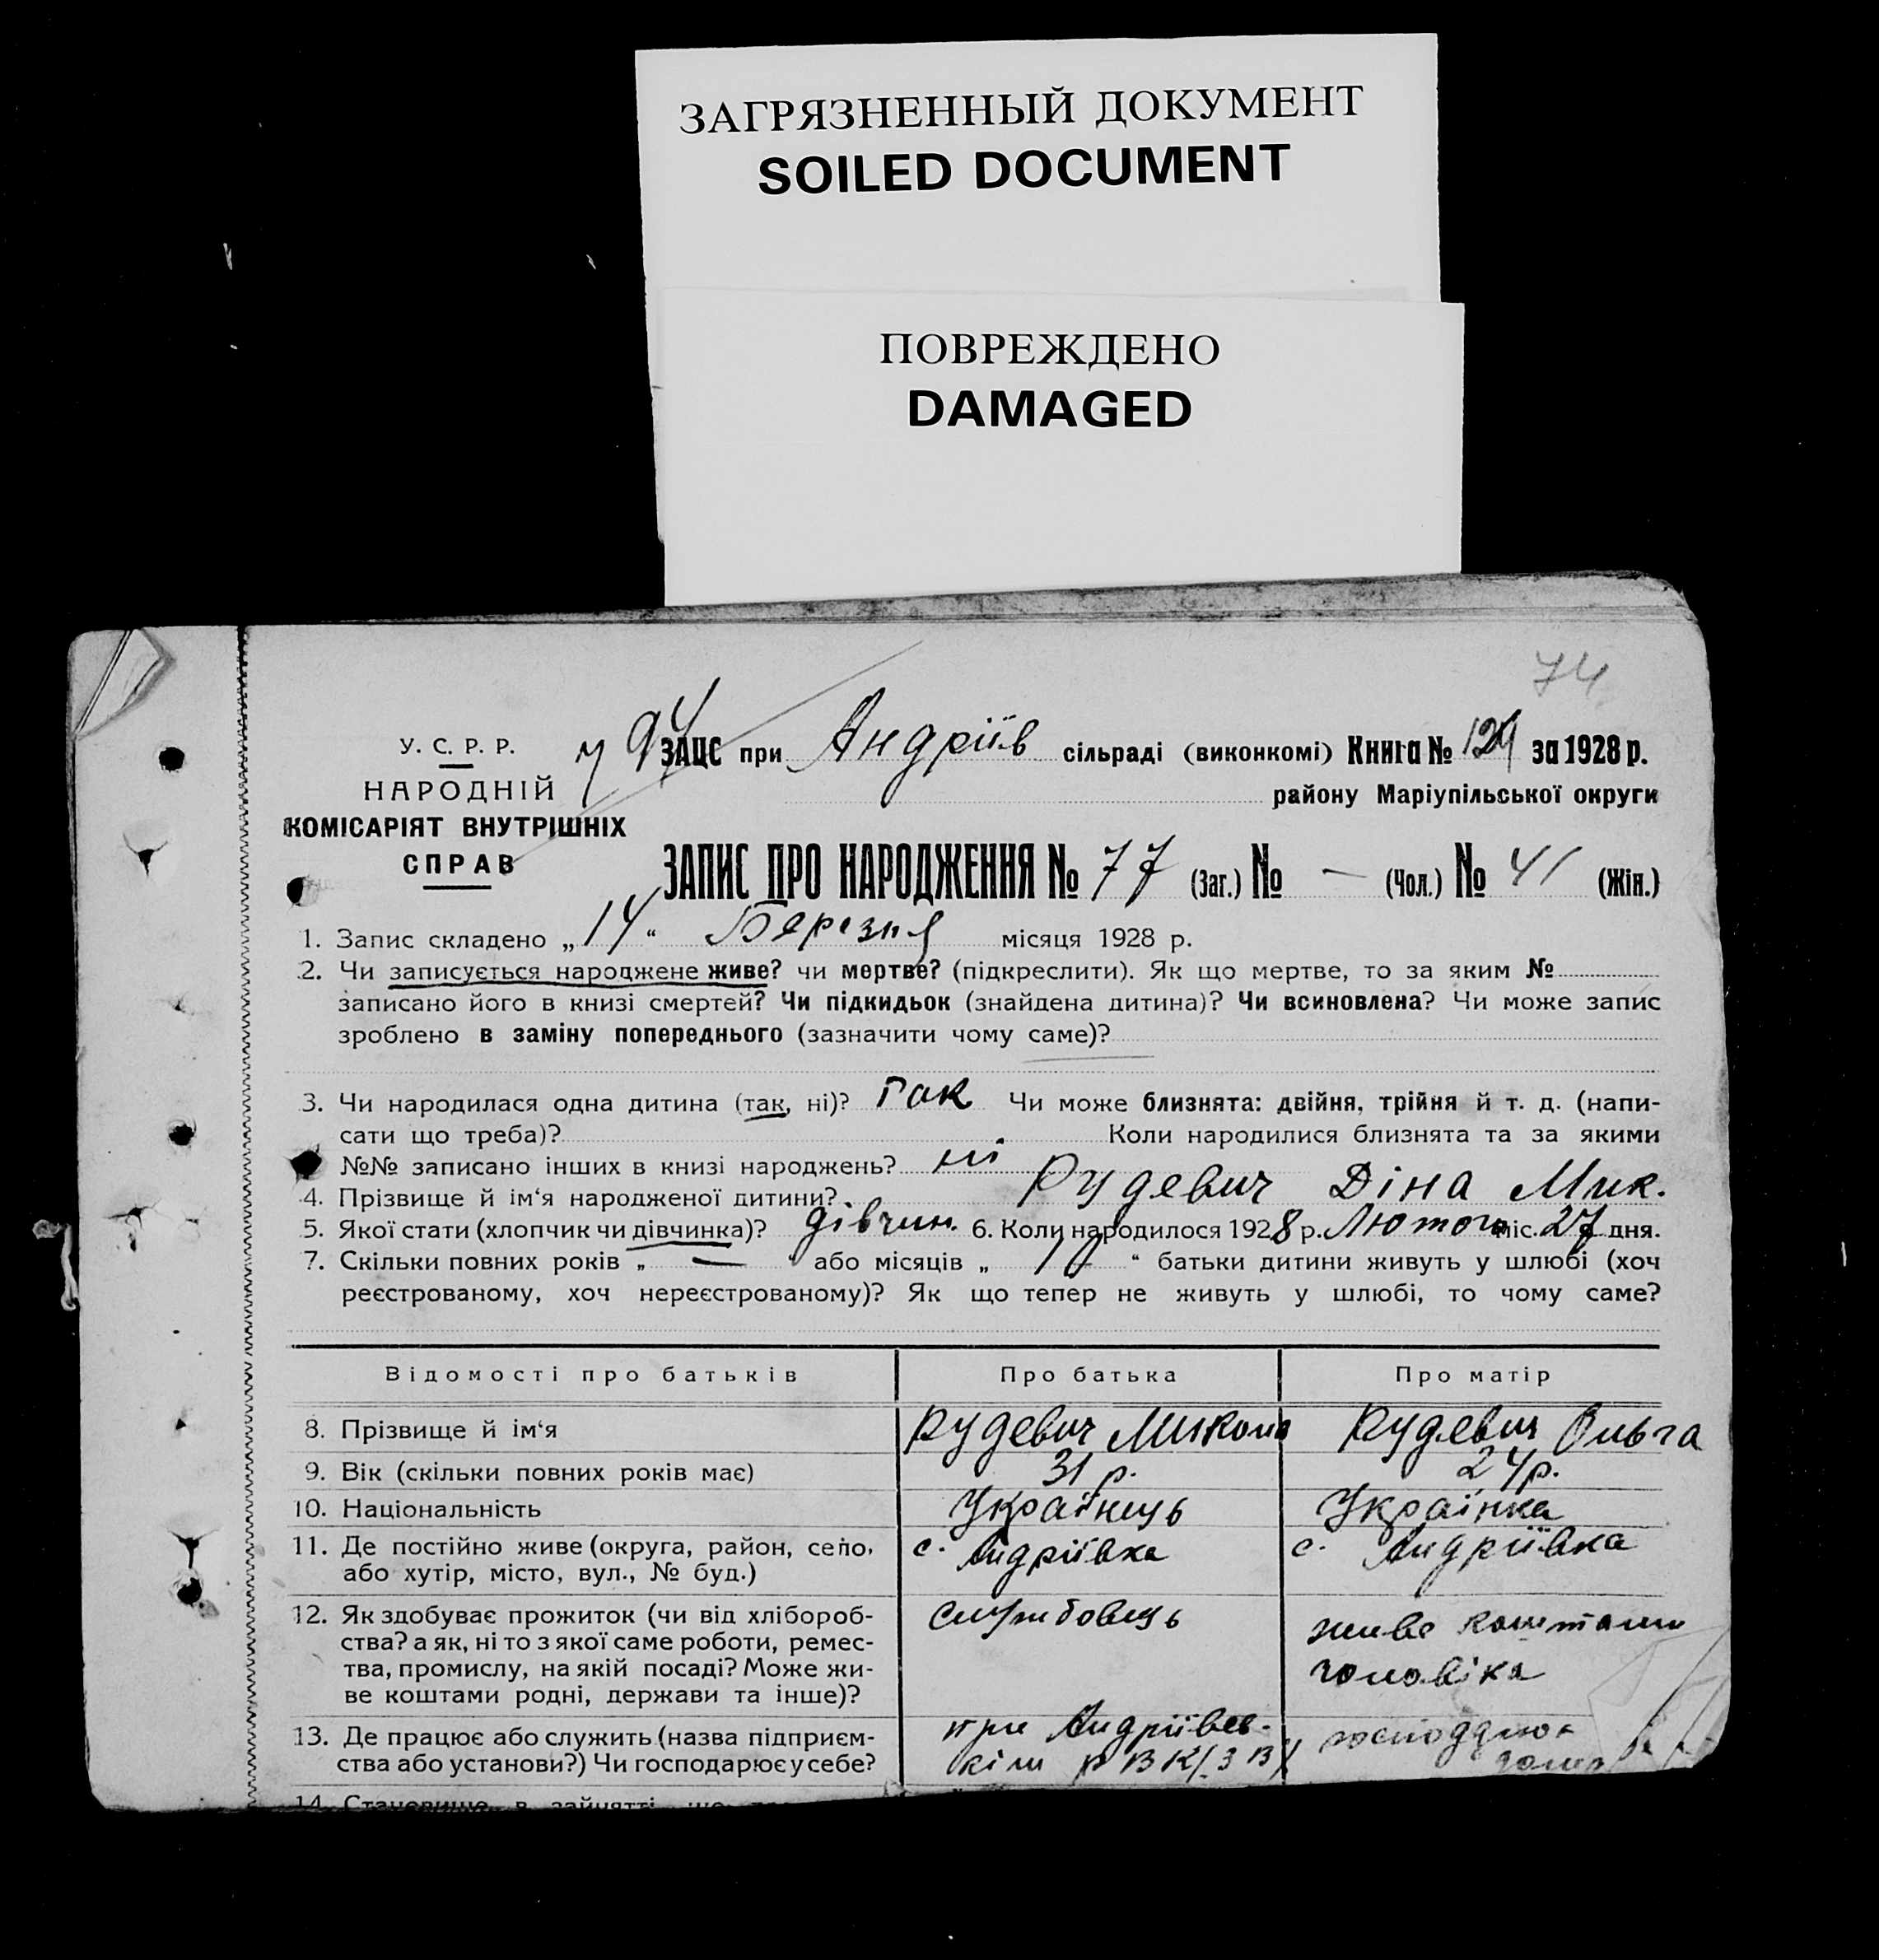 ЗАГРЯЗНЕННЫЙ ДОКУМЕНТ
SOILED DOCUMENT
ПОВРЕЖДЕНО
DAMAGED
74
У. С. Р. Р.
НАРОДНІЙ
КОМІСАРІЯТ ВНУТРІШНІХ
СПРАВ
94
ЗАЦС при Андріїв сільраді (виконкомі) Книга № за 1928 р.
району Маріупільської округи
ЗАПИС ПРО НАРОДЖЕННЯ № 77 (Заг.) № — (Чол.) № 41 (Жін.)
1. Запис складено „14“ Березня місяця 1928 р.
2. Чи записується народжене живе? чи мертве? (підкреслити). Як що мертве, то за яким №
записано його в книзі смертей? Чи підкидьок (знайдена дитина)? Чи всиновлена? Чи може запис
зроблено в заміну попереднього (зазначити чому саме)?
3. Чи народилася одна дитина (так, ні)? Так Чи може близнята: двійня, трійня й т. д. (напи-
сати що треба)? Коли народилися близнята та за якими
№№ записано інших в книзі народжень? ні
4. Прізвище й ім‘я народженої дитини? Рудевич Діна Мик.
5. Якої стати (хлопчик чи дівчинка)? дівчин. 6. Коли народилося 1928 р. Лютого міс. 27 дня.
7. Скільки повних років „ — або місяців „ “ батьки дитини живуть у шлюбі (хоч
реєстрованому, хоч нереєстрованому)? Як що тепер не живуть у шлюбі, то чому саме?
Відомості про батьків Про батька Про матір
8. Прізвище й ім‘я Рудевич Микола Рудевич Ольга
9. Вік (скільки повних років має) 31 р. 24 р.
10. Національність Українець Українка
11. Де постійно живе (округа, район, село, с. Андріївка с. Андріївка
або хутір, місто, вул., № буд.)
12. Як здобуває прожиток (чи від хлібороб- службовець живе коштами
ства? а як, ні то з якої саме роботи, ремес- чоловіка
тва, промислу, на якій посаді? Може жи-
ве коштами родні, держави та інше)?
13. Де працює або служить (назва підприєм- при Андріївсь-
ства або установи?) Чи господарює у себе? кім РВК
14. Становище в зайнятті, що